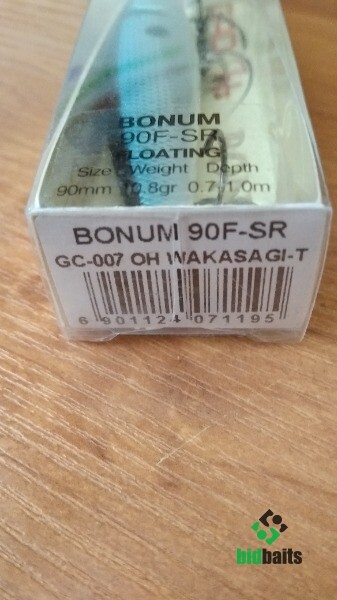 BONUM
90F-SR
FLOATING
Size Weight Depth
90mm 10.8gr 0.7-1.0m
BONUM 90F-SR
GC-007 OH WAKASAGI-T
6 901124 071195
bidbaits